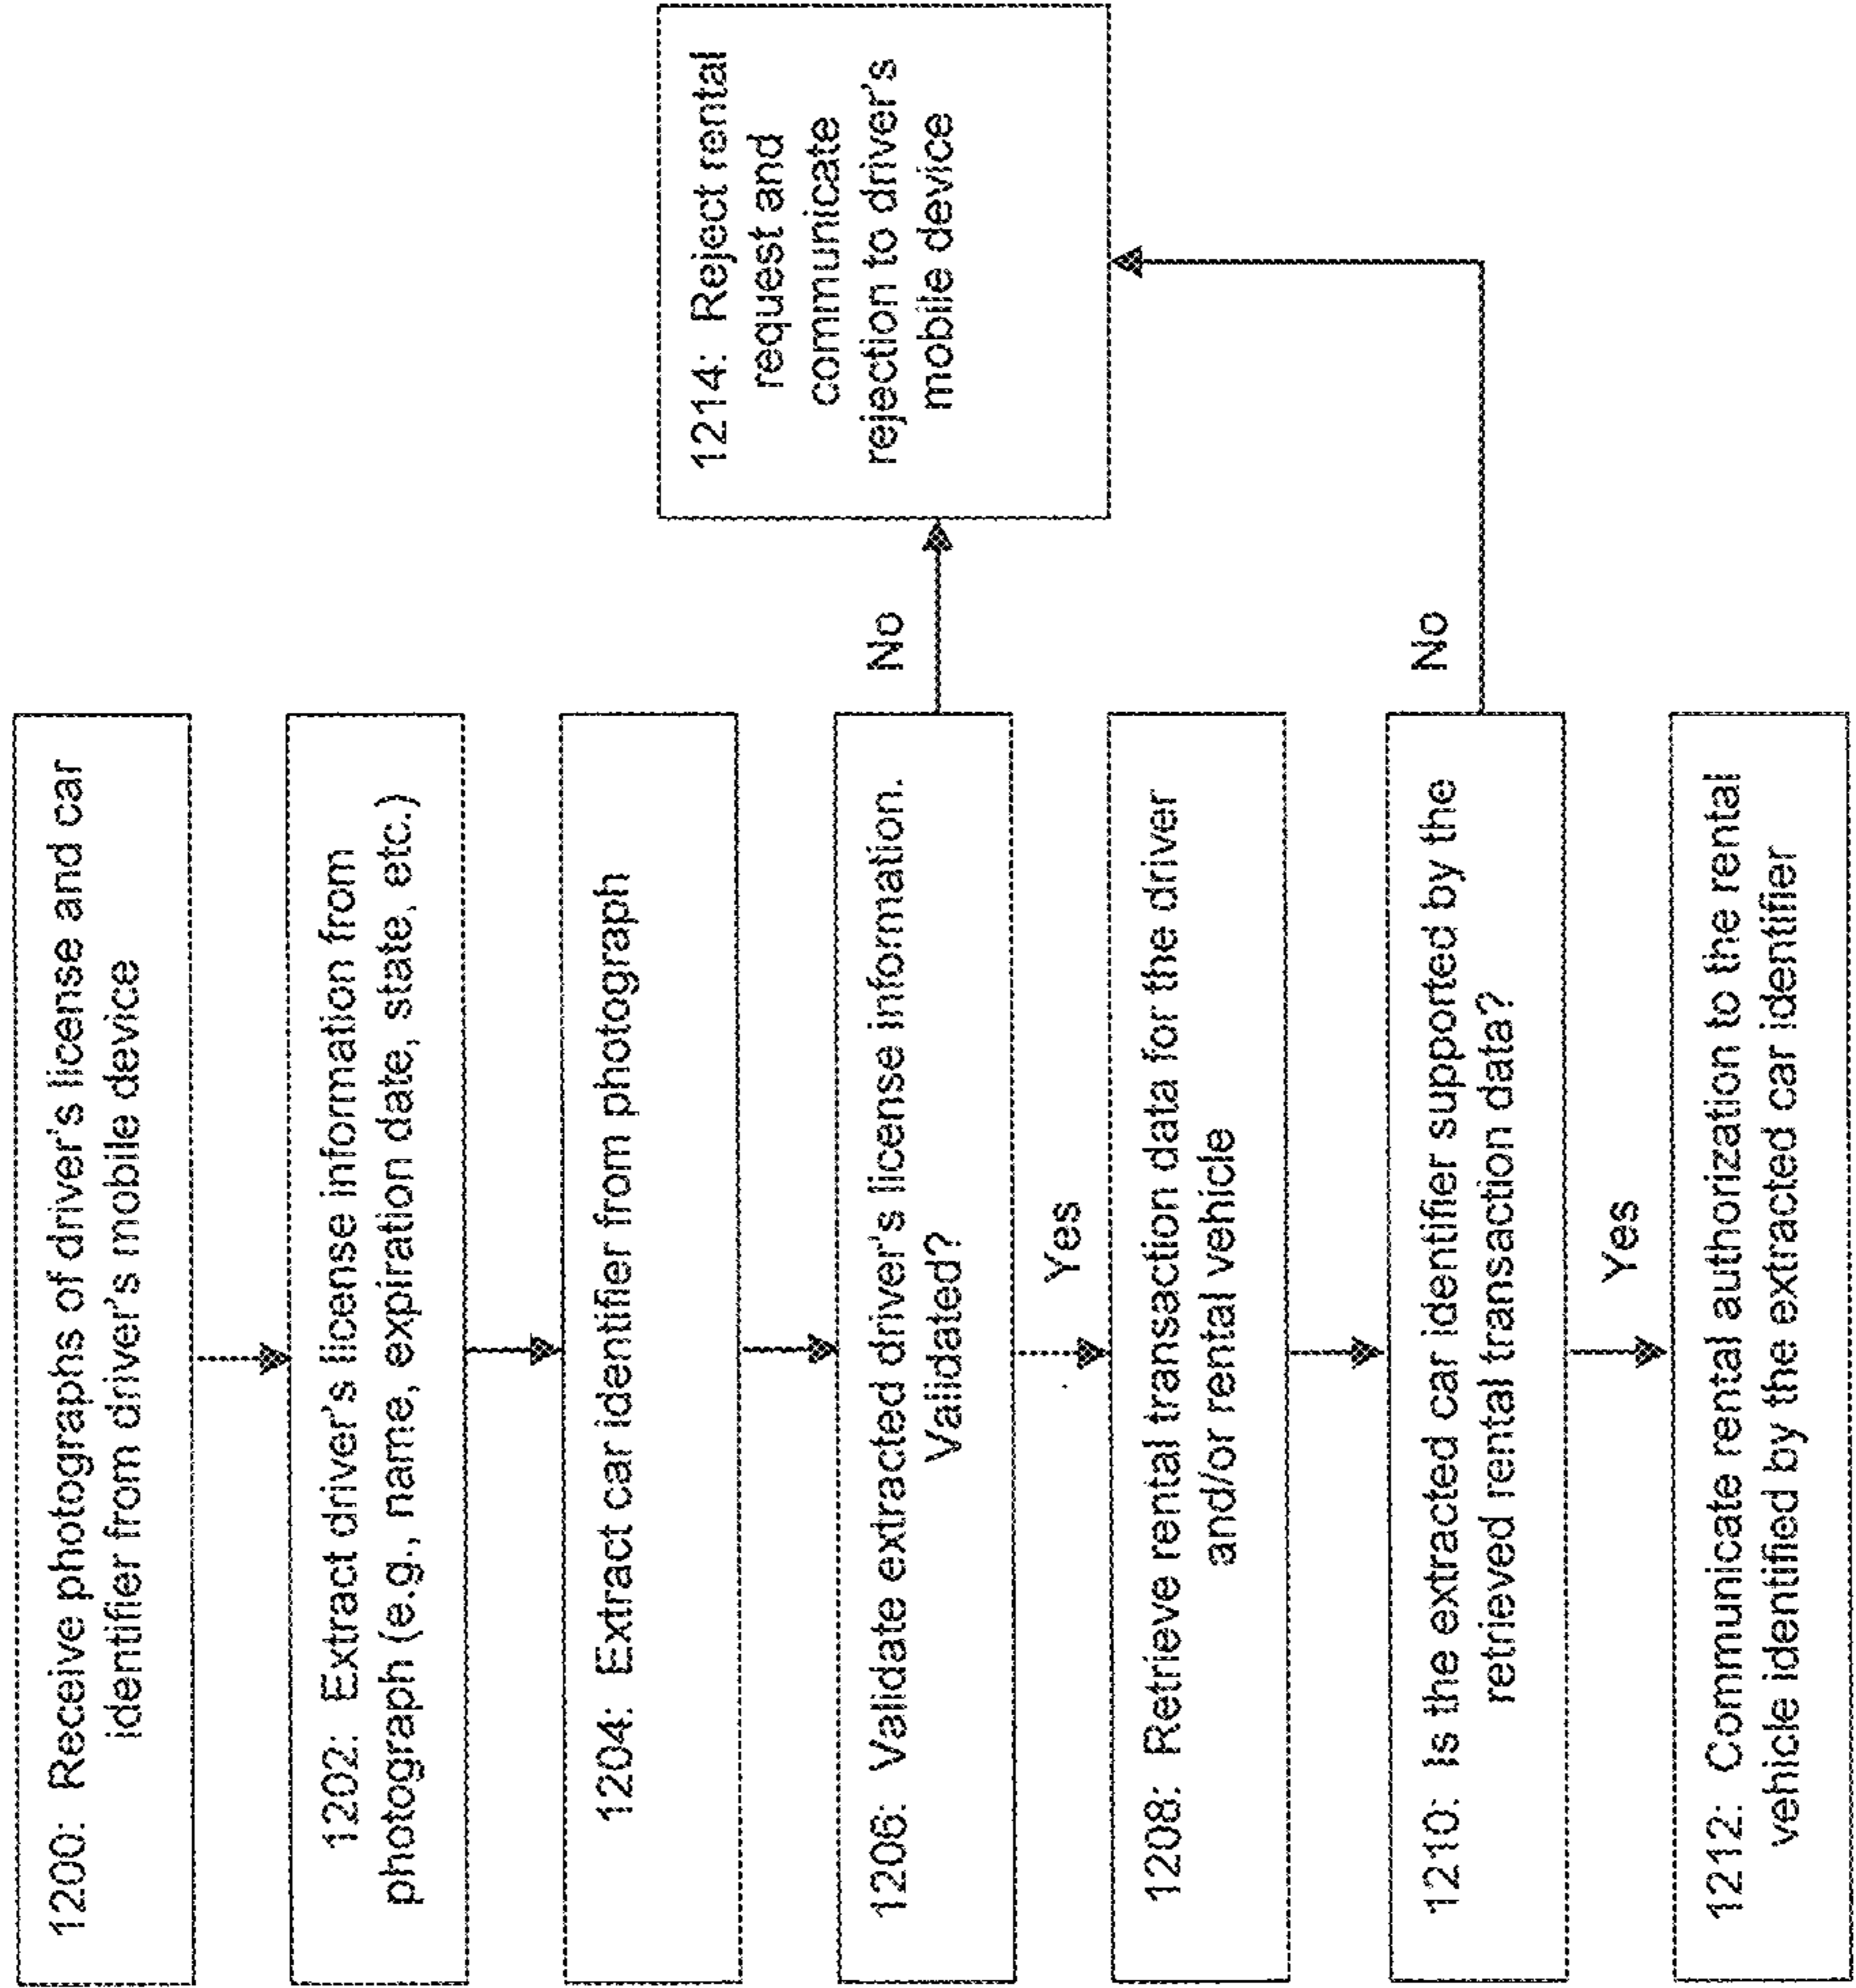 1200: Receive photographs of driver's license and car
identifier from driver's mobile device
1202: Extract driver's license information from
photograph (e.g., name, expiration date, state, etc.)
1204: Extract car identifier from photograph
1206: Validate extracted driver's license information.
Validated?
No
1214: Reject rental
request and
communicate
rejection to driver's
mobile device
Yes
1208: Retrieve rental transaction data for the driver
and/or rental vehicle
1210: Is the extracted car identifier supported by the
retrieved rental transaction data?
No
Yes
1212: Communicate rental authorization to the rental
vehicle identified by the extracted car identifier